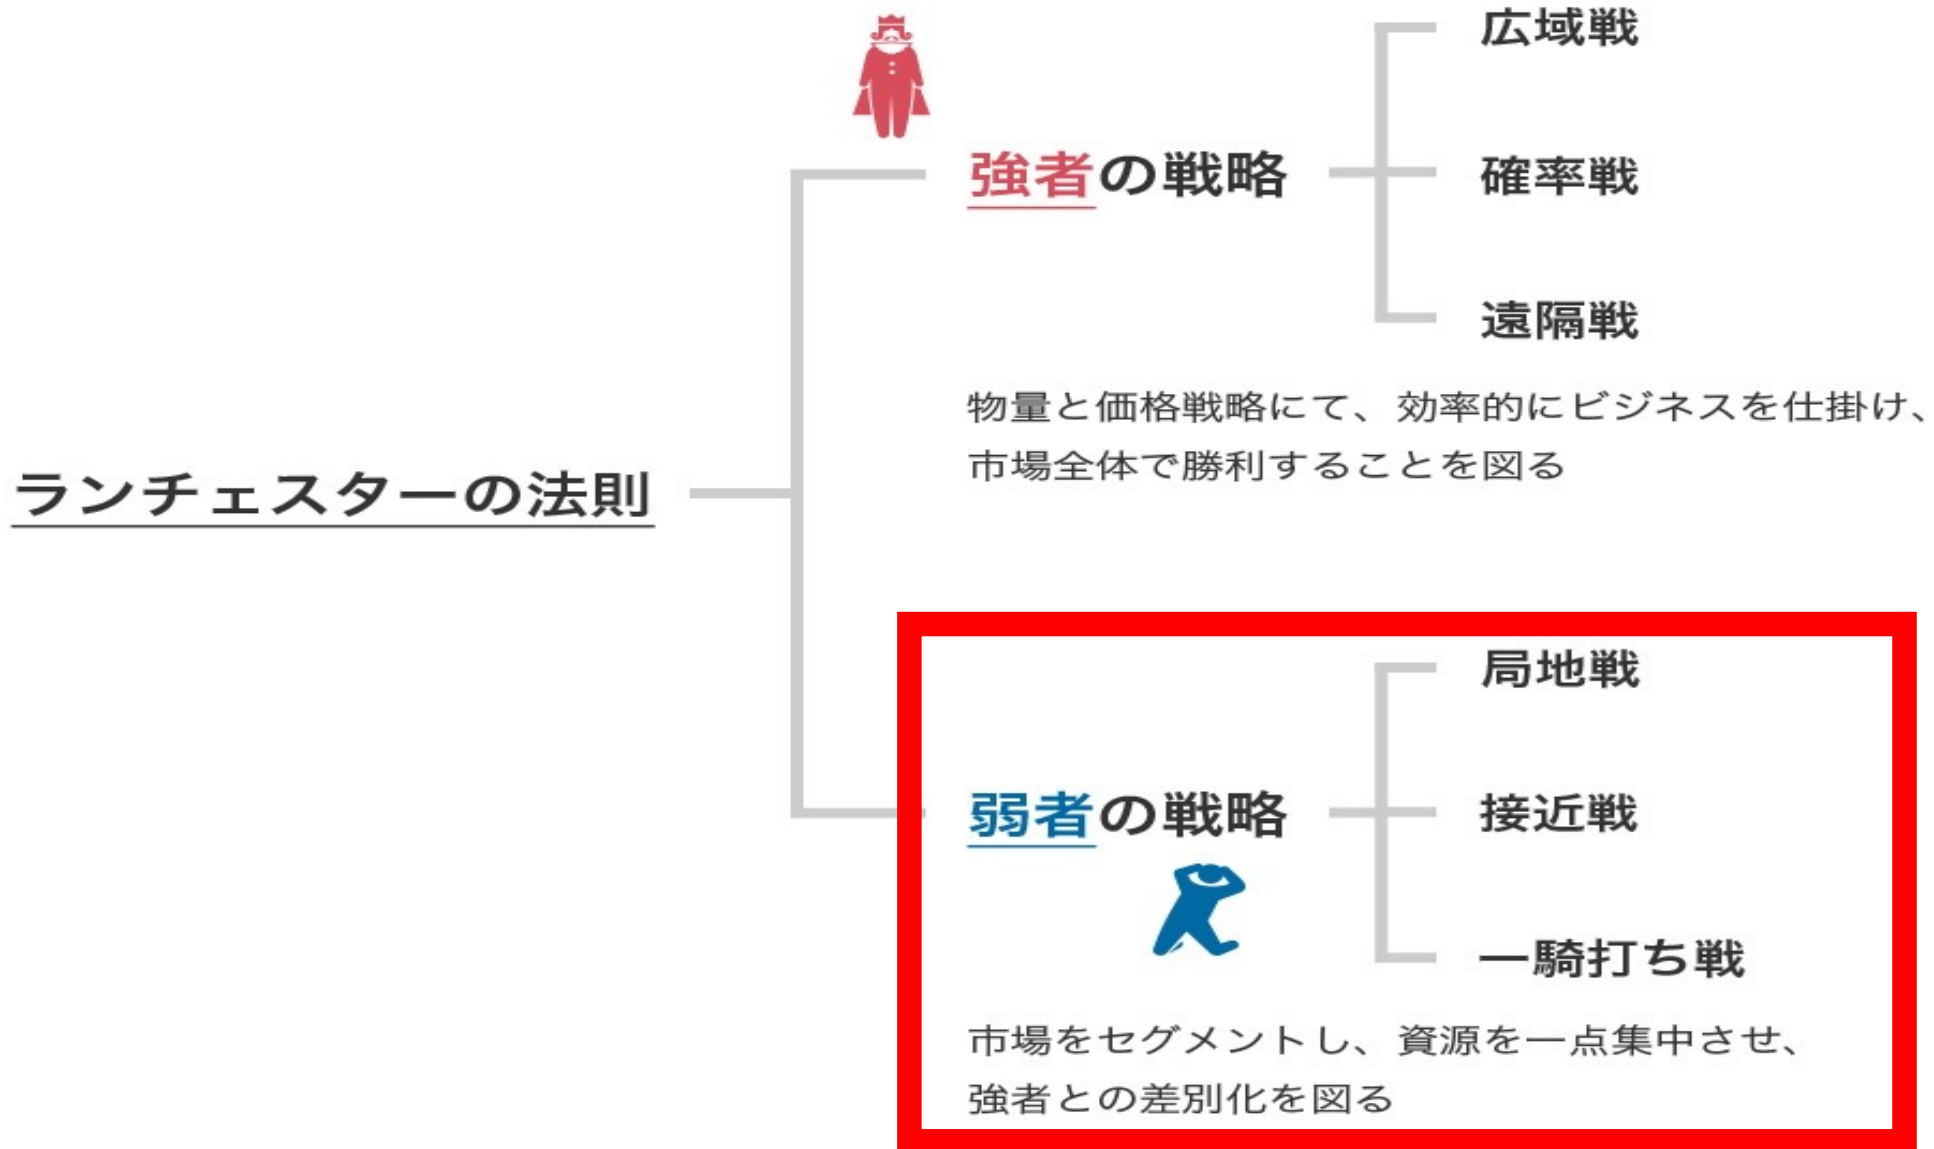 広域戦
強者の戦略
確率戦
遠隔戦
物量と価格戦略にて、効率的にビジネスを仕掛け、
市場全体で勝利することを図る
ランチェスターの法則
局地戦
弱者の戦略
接近戦
一騎打ち戦
市場をセグメントし、資源を一点集中させ、
強者との差別化を図る